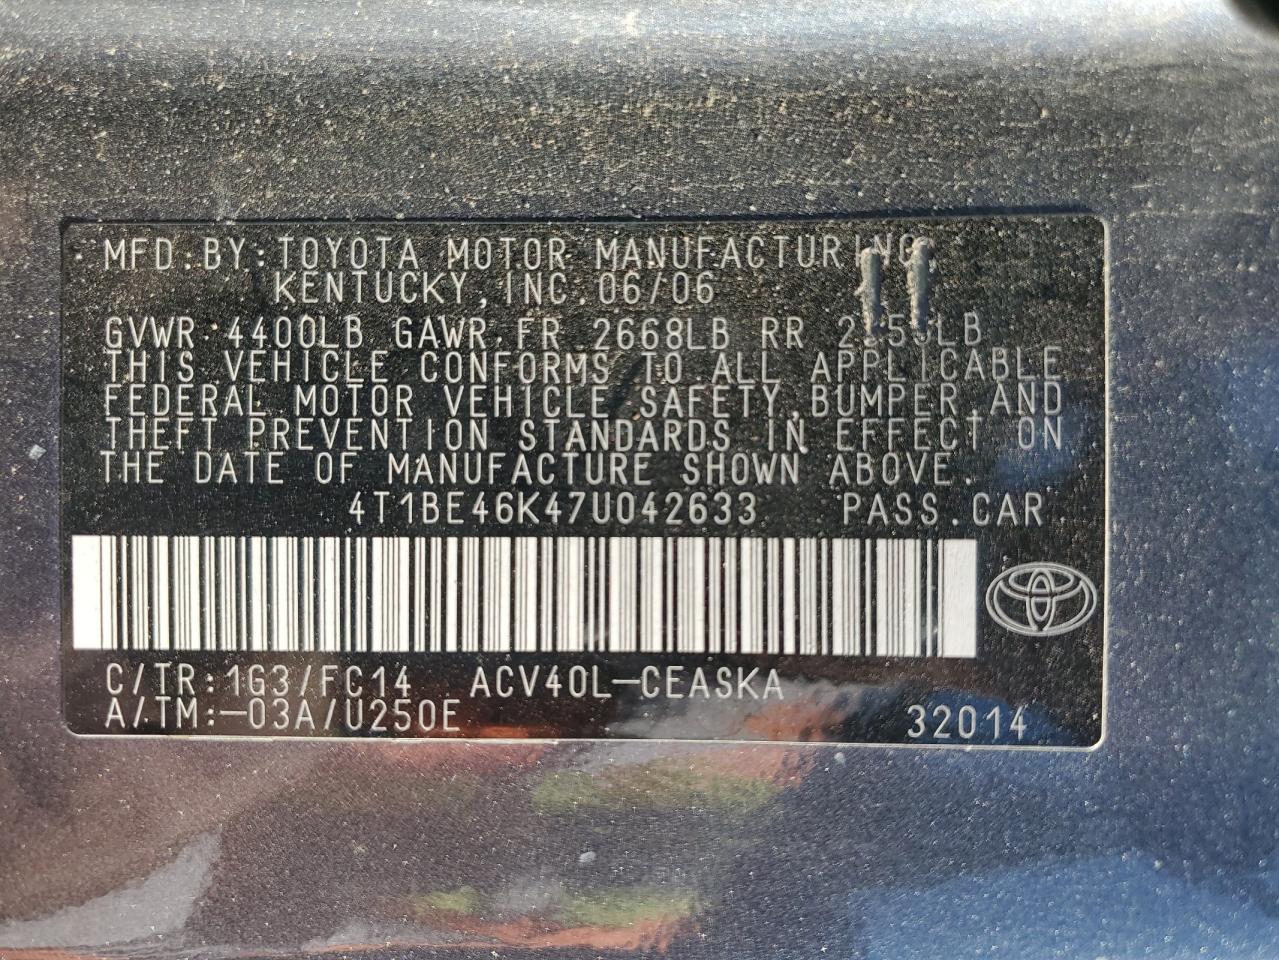 MFD.BY:TOYOTA MOTOR MANUFACTURING
KENTUCKY,INC.06/06
GVWR 4400LB GAWR FR 2668LB RR
THIS VEHICLE CONFORMS TO ALL APPLICABLE
FEDERAL MOTOR VEHICLE SAFETY,BUMPER,AND
THEFT PREVENTION STANDARDS IN EFFECT ON
THE DATE OF MANUFACTURE SHOWN ABOVE.
4T1BE46K47U042633 PASS.CAR
C/TR:1G3/FC14 ACV40L-CEASKA
A/TM:-03A/U250E 32014